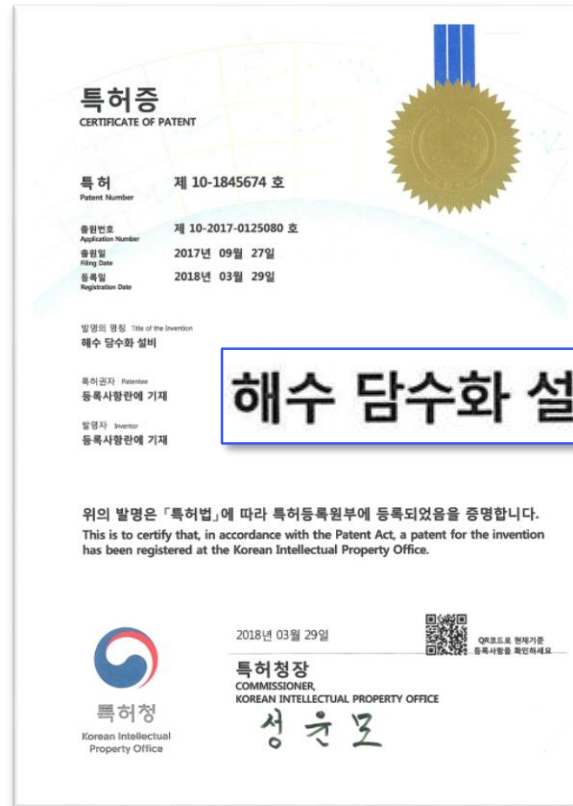 특허증
CERTIFICATE OF PATENT
특 허 제 10-1845674 호
Patent Number
출원번호 제 10-2017-0125080 호
Application Number
출원일 2017년 09월 27일
Filing Date
등록일 2018년 03월 29일
Registration Date
발명의 명칭 Title of the Invention
해수 담수화 설비
해수 담수화 설
특허권자 Patentee
등록사항란에 기재
발명자 Inventor
등록사항란에 기재
위의 발명은 「특허법」에 따라 특허등록원부에 등록되었음을 증명합니다.
This is to certify that, in accordance with the Patent Act, a patent for the invention
has been registered at the Korean Intellectual Property Office.
2018년 03월 29일
QR코드로 현재기준
등록사항을 확인하세요
특허청장
COMMISSIONER,
KOREAN INTELLECTUAL PROPERTY OFFICE
성윤모
특허청
Korean Intellectual
Property Office